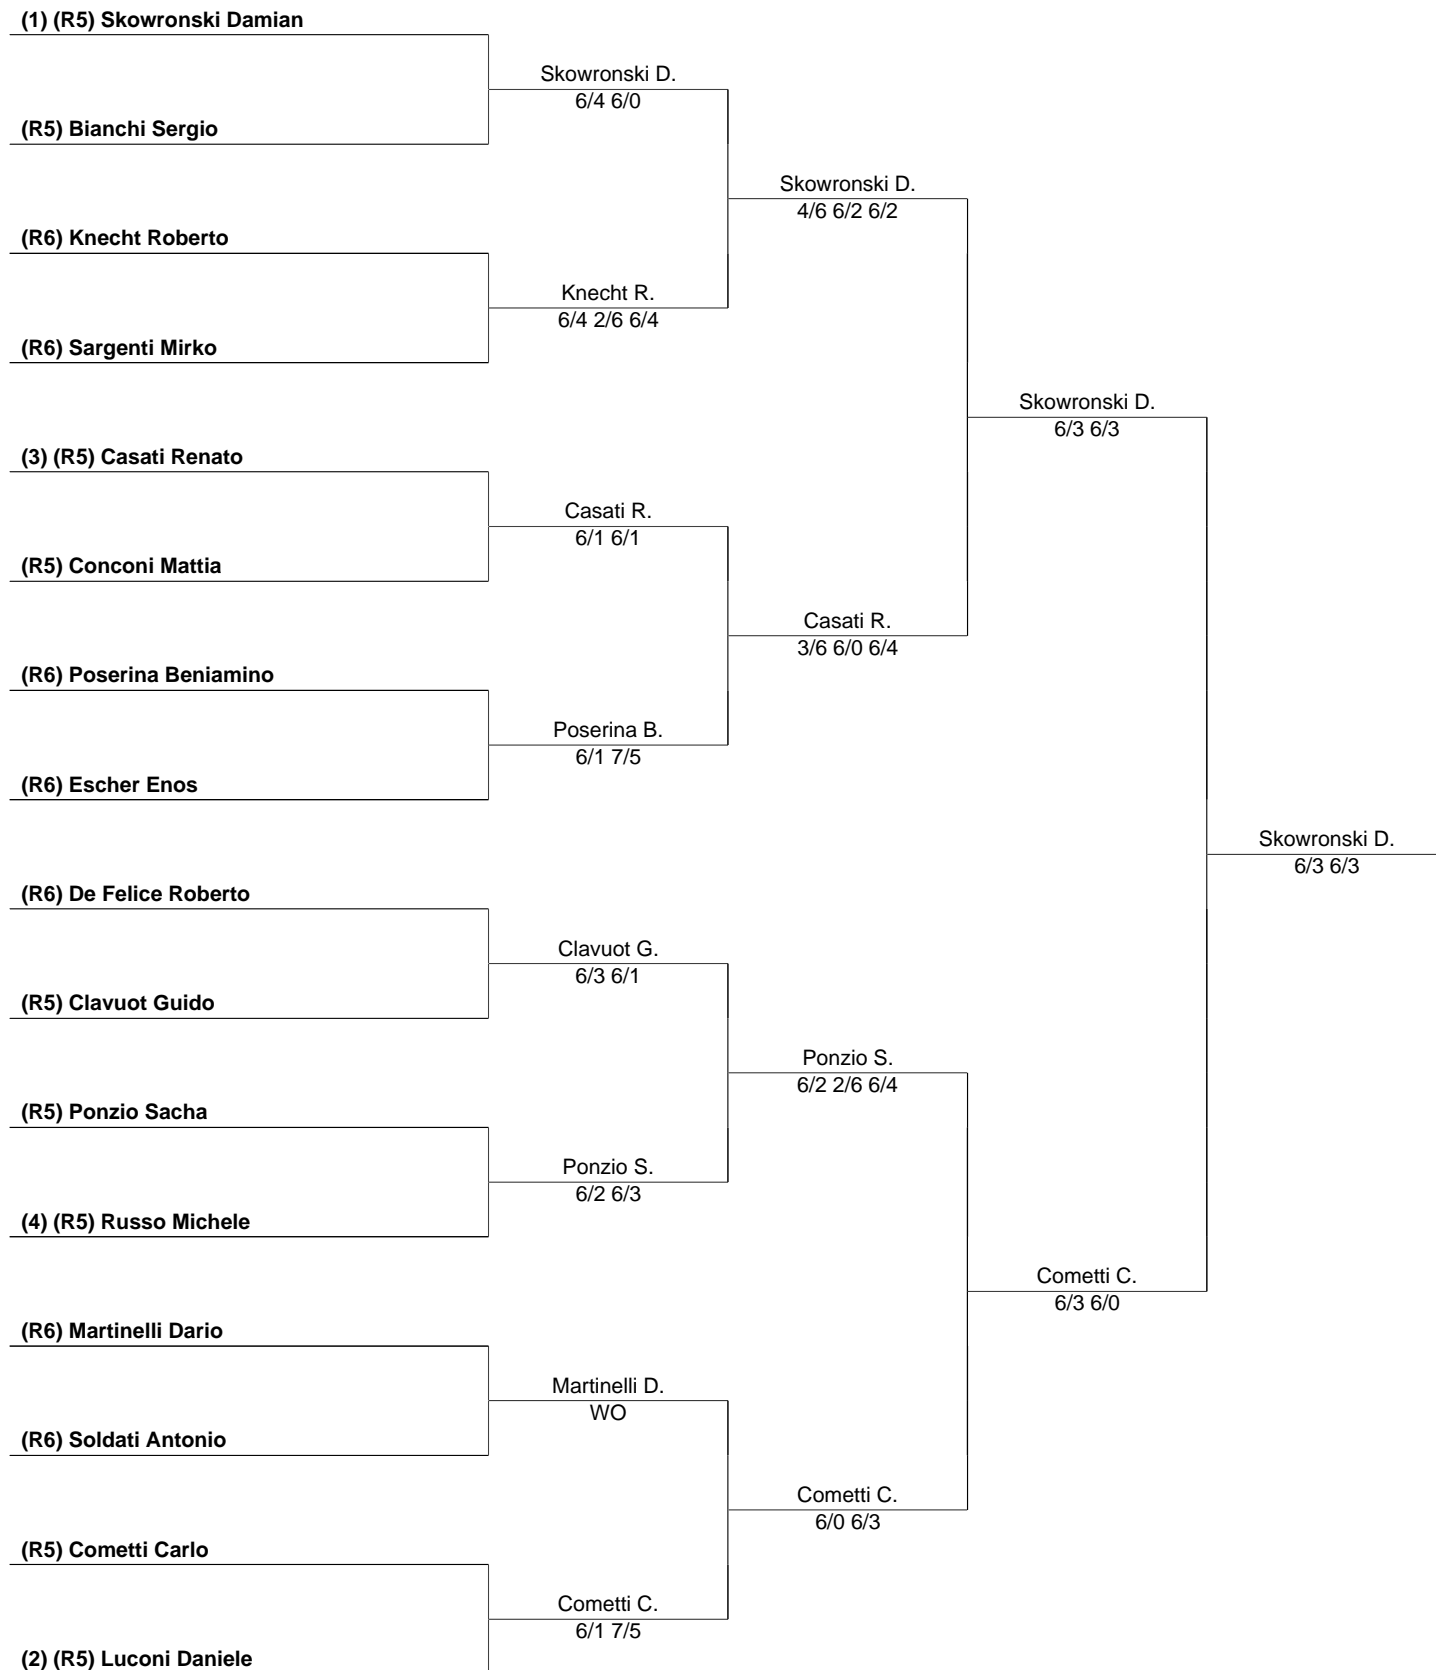 (1) (R5) Skowronski Damian
Skowronski D.
6/4 6/0
(R5) Bianchi Sergio
Skowronski D.
4/6 6/2 6/2
(R6) Knecht Roberto
Knecht R.
6/4 2/6 6/4
(R6) Sargenti Mirko
Skowronski D.
6/3 6/3
(3) (R5) Casati Renato
Casati R.
6/1 6/1
(R5) Conconi Mattia
Casati R.
3/6 6/0 6/4
(R6) Poserina Beniamino
Poserina B.
6/1 7/5
(R6) Escher Enos
Skowronski D.
6/3 6/3
(R6) De Felice Roberto
Clavuot G.
6/3 6/1
(R5) Clavuot Guido
Ponzio S.
6/2 2/6 6/4
(R5) Ponzio Sacha
Ponzio S.
6/2 6/3
(4) (R5) Russo Michele
Cometti C.
6/3 6/0
(R6) Martinelli Dario
Martinelli D.
WO
(R6) Soldati Antonio
Cometti C.
6/0 6/3
(R5) Cometti Carlo
Cometti C.
6/1 7/5
(2) (R5) Luconi Daniele